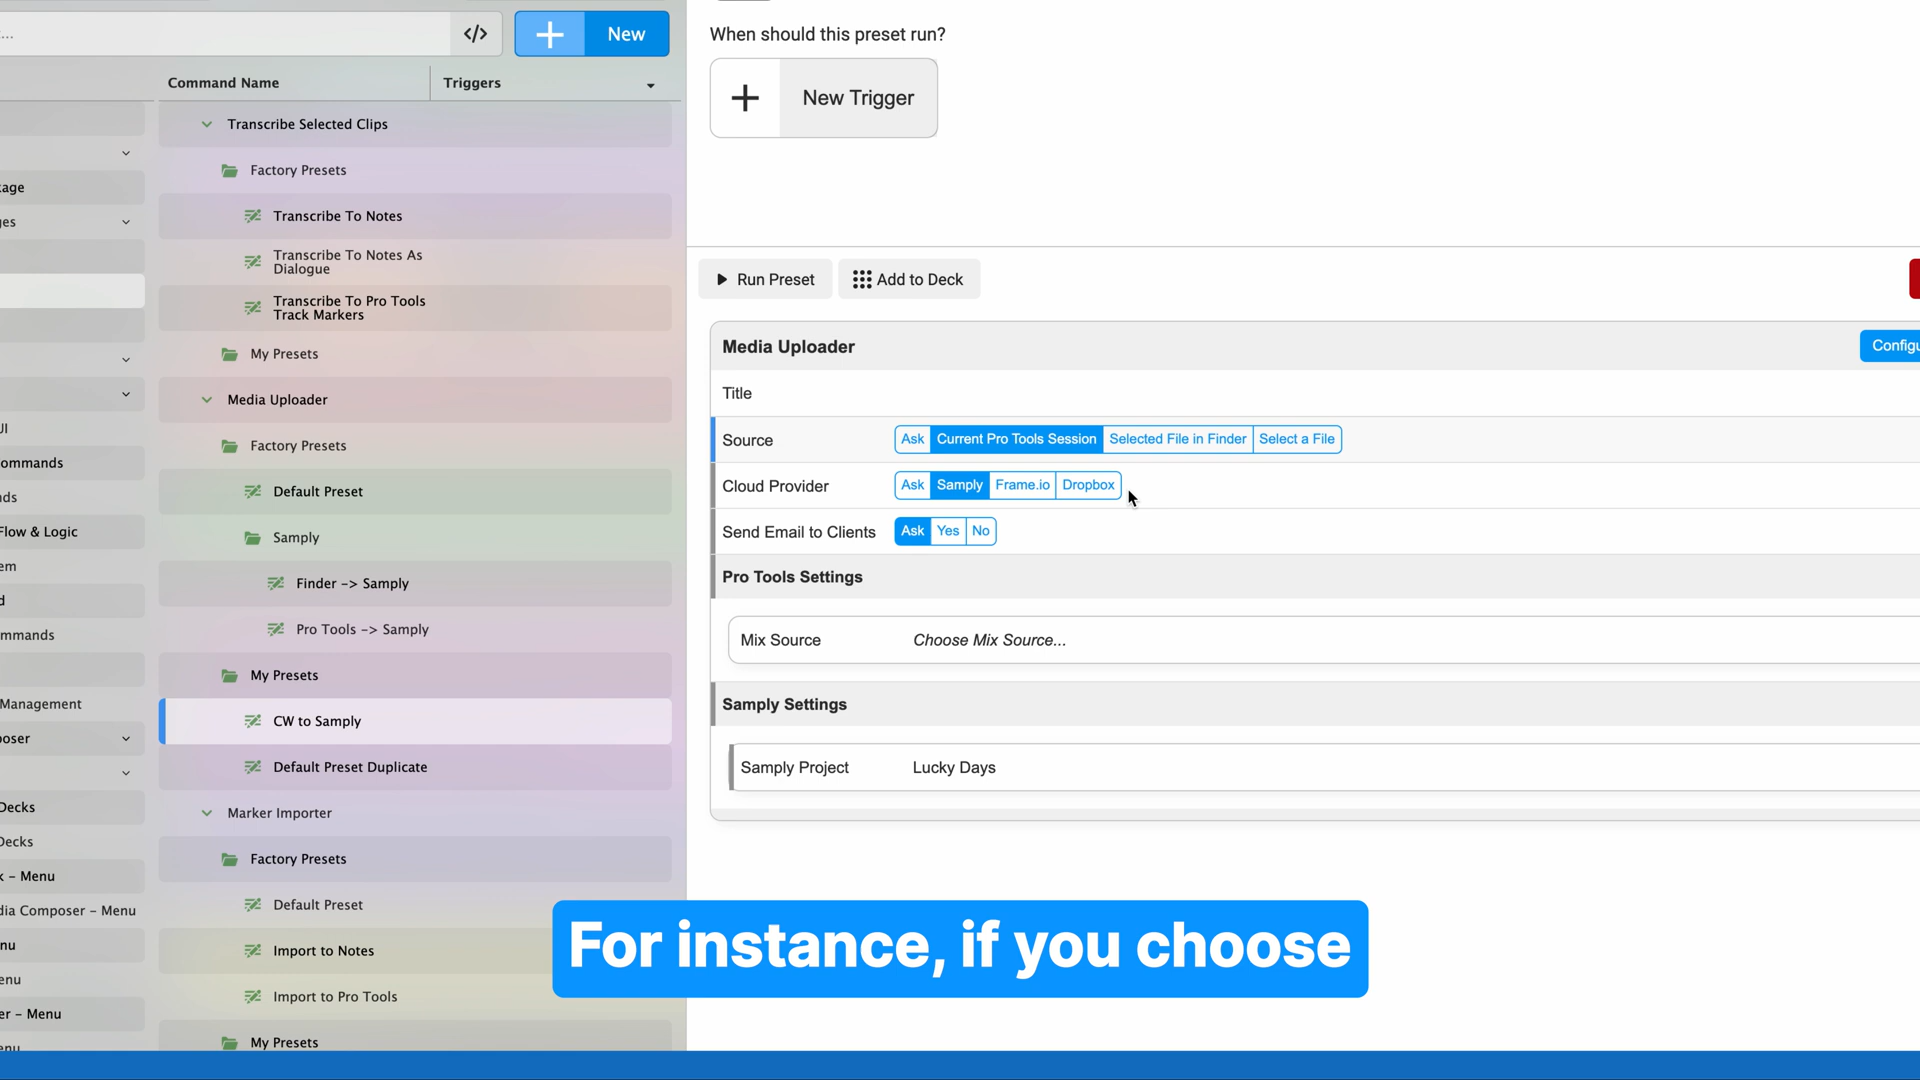 ...
</>
New
Command Name
Triggers
Transcribe Selected Clips
Factory Presets
Transcribe To Notes
Transcribe To Notes As
Dialogue
Transcribe To Pro Tools
Track Markers
My Presets
Media Uploader
Factory Presets
Default Preset
Samply
Finder -> Samply
Pro Tools -> Samply
My Presets
CW to Samply
Default Preset Duplicate
Marker Importer
Factory Presets
Default Preset
Import to Notes
Import to Pro Tools
My Presets
kage
ges
UI
ommands
nds
Flow & Logic
em
d
mmands
Management
poser
Decks
Decks
k – Menu
dia Composer – Menu
nu
enu
er – Menu
enu
When should this preset run?
New Trigger
Run Preset
Add to Deck
Media Uploader
Configu
Title
Source
Ask Current Pro Tools Session Selected File in Finder Select a File
Cloud Provider
Ask Samply Frame.io Dropbox
Send Email to Clients
Ask Yes No
Pro Tools Settings
Mix Source
Choose Mix Source...
Samply Settings
Samply Project
Lucky Days
For instance, if you choose